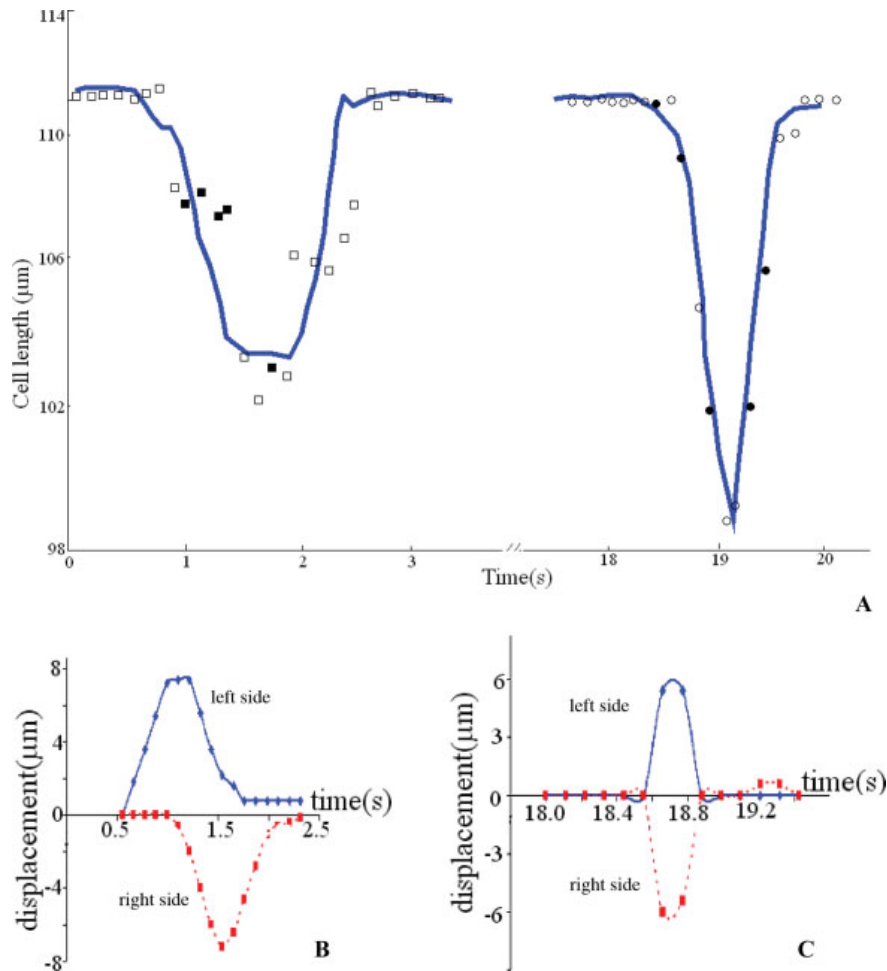 114
110
106
102
98
Cell length (μm)
0 1 2 3 // 18 19 20
Time(s)
A
8
4
0
-4
-8
displacement(μm)
left side
right side
time(s)
0.5 1.5 2.5
B
6
3
0
-3
-6
displacement(μm)
left side
right side
time(s)
18.0 18.4 18.8 19.2
C